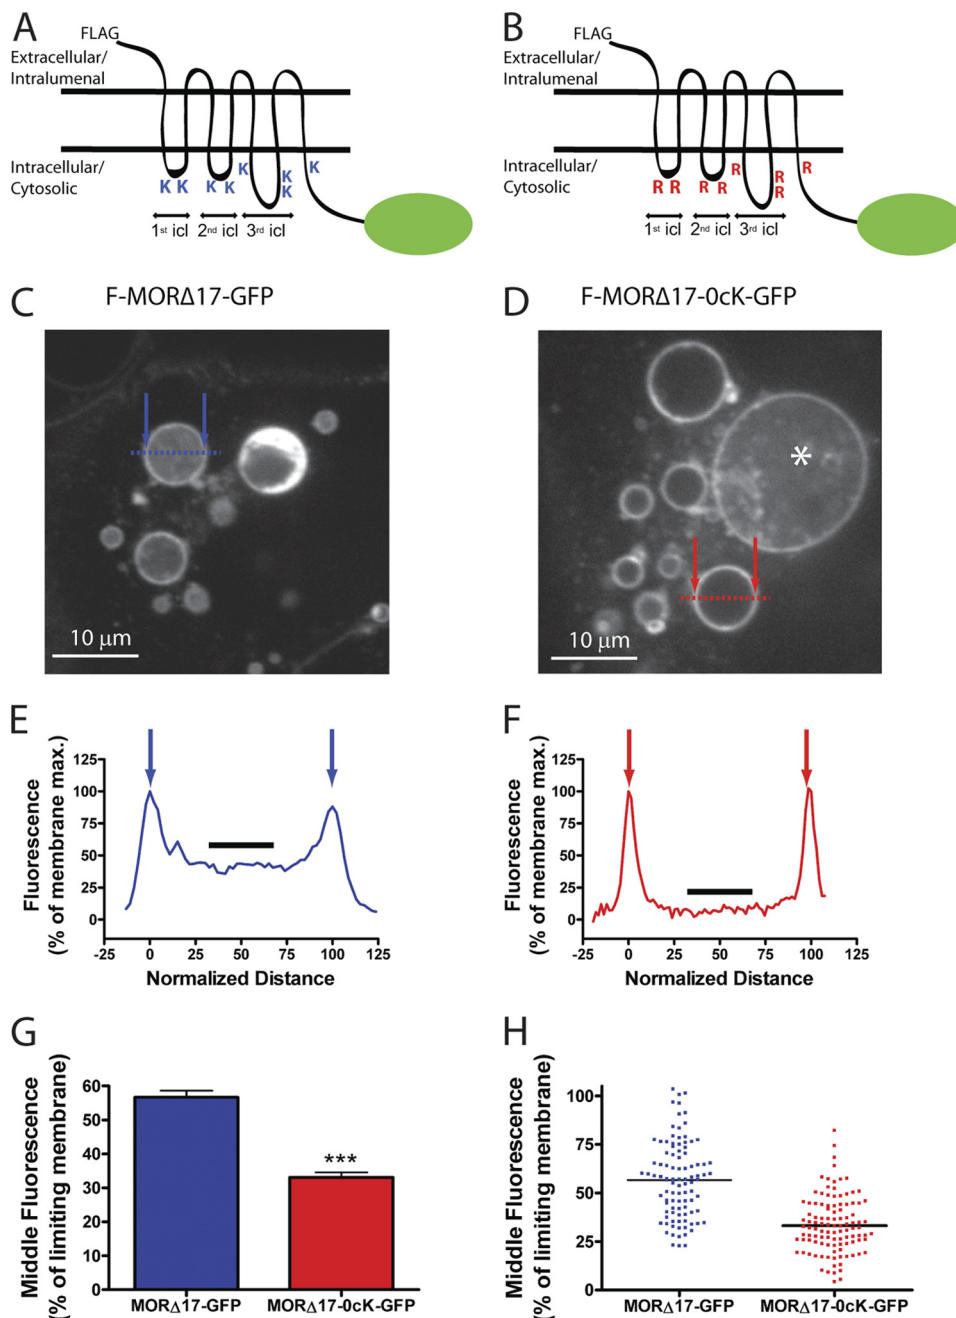 A
FLAG
Extracellular/
Intralumenal
Intracellular/
Cytosolic
K K K K K K K K
1st icl 2nd icl 3rd icl
B
FLAG
Extracellular/
Intralumenal
Intracellular/
Cytosolic
R R R R R R R R
1st icl 2nd icl 3rd icl
C F-MORΔ17-GFP
10 μm
D F-MORΔ17-0cK-GFP
*
10 μm
E
Fluorescence
(% of membrane max.)
125
100
75
50
25
0
-25 0 25 50 75 100 125
Normalized Distance
F
Fluorescence
(% of membrane max.)
125
100
75
50
25
0
-25 0 25 50 75 100 125
Normalized Distance
G
Middle Fluorescence
(% of limiting membrane)
60
50
40
30
20
10
0
***
MORΔ17-GFP MORΔ17-0cK-GFP
H
Middle Fluorescence
(% of limiting membrane)
100
75
50
25
0
MORΔ17-GFP MORΔ17-0cK-GFP